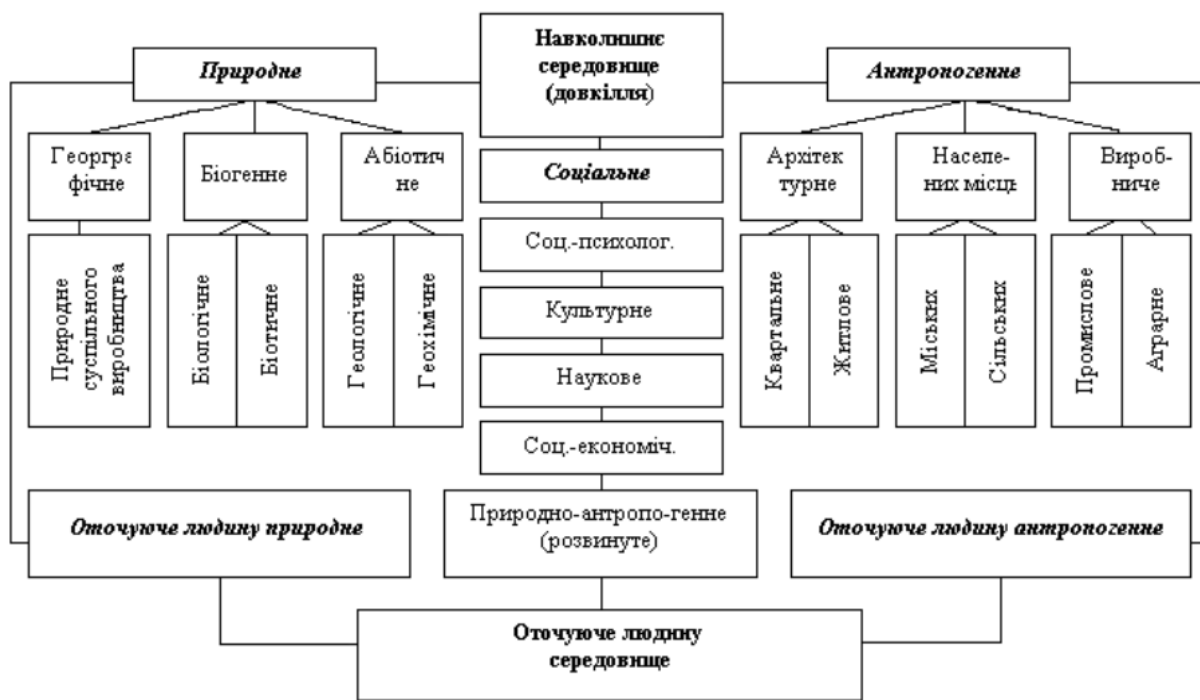 Навколишнє
середовище
(довкілля)
Природне
Антропогенне
Георгра
фічне
Біогенне
Абіотич
не
Соціальне
Архітек
турне
Населе-
них місць
Вироб-
ниче
Природне
суспільного
виробництва
Біологічне
Біотичне
Геологічне
Геохімічне
Соц.-психолог.
Культурне
Наукове
Соц.-економіч.
Квартальне
Житлове
Міських
Сільських
Промислове
Аграрне
Оточуюче людину природне
Природно-антропо-генне
(розвинуте)
Оточуюче людину антропогенне
Оточуюче людину
середовище